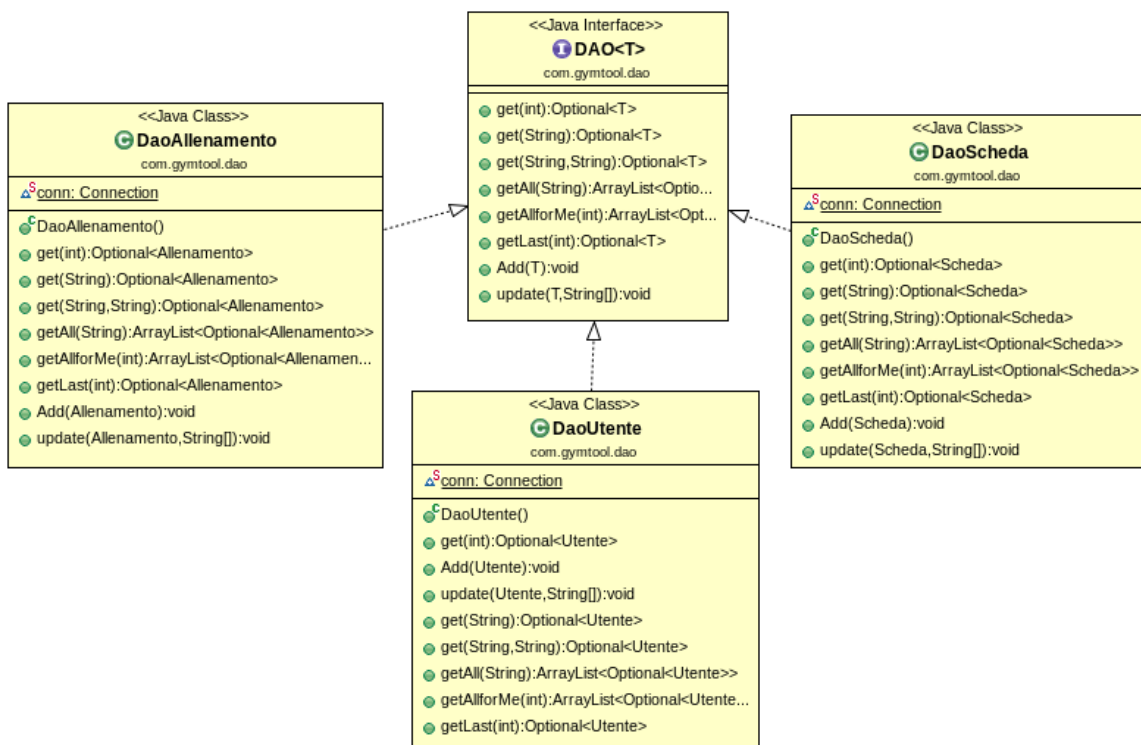 <<Java Interface>>
DAO<T>
com.gymtool.dao
get(int):Optional<T>
get(String):Optional<T>
get(String,String):Optional<T>
getAll(String):ArrayList<Optio...
getAllforMe(int):ArrayList<Opt...
getLast(int):Optional<T>
Add(T):void
update(T,String[]):void
<<Java Class>>
DaoAllenamento
com.gymtool.dao
conn: Connection
DaoAllenamento()
get(int):Optional<Allenamento>
get(String):Optional<Allenamento>
get(String,String):Optional<Allenamento>
getAll(String):ArrayList<Optional<Allenamento>>
getAllforMe(int):ArrayList<Optional<Allenamen...
getLast(int):Optional<Allenamento>
Add(Allenamento):void
update(Allenamento,String[]):void
<<Java Class>>
DaoScheda
com.gymtool.dao
conn: Connection
DaoScheda()
get(int):Optional<Scheda>
get(String):Optional<Scheda>
get(String,String):Optional<Scheda>
getAll(String):ArrayList<Optional<Scheda>>
getAllforMe(int):ArrayList<Optional<Scheda>>
getLast(int):Optional<Scheda>
Add(Scheda):void
update(Scheda,String[]):void
<<Java Class>>
DaoUtente
com.gymtool.dao
conn: Connection
DaoUtente()
get(int):Optional<Utente>
Add(Utente):void
update(Utente,String[]):void
get(String):Optional<Utente>
get(String,String):Optional<Utente>
getAll(String):ArrayList<Optional<Utente>>
getAllforMe(int):ArrayList<Optional<Utente...
getLast(int):Optional<Utente>